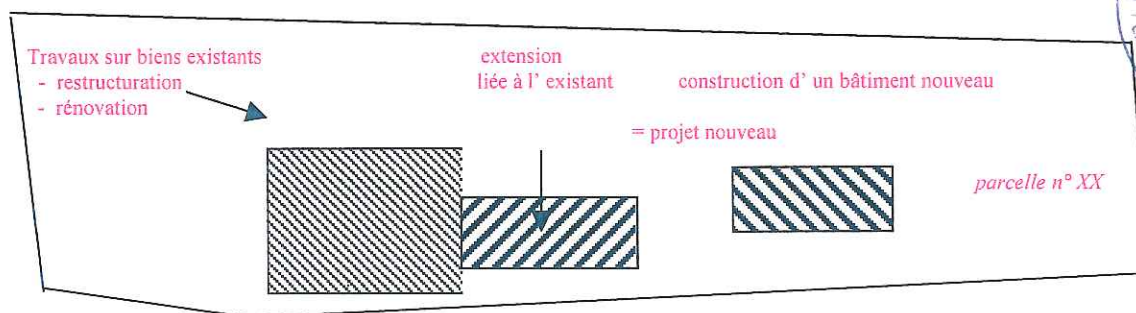 Travaux sur biens existants
- restructuration
- rénovation
extension
liée à l' existant
construction d' un bâtiment nouveau
= projet nouveau
parcelle n° XX